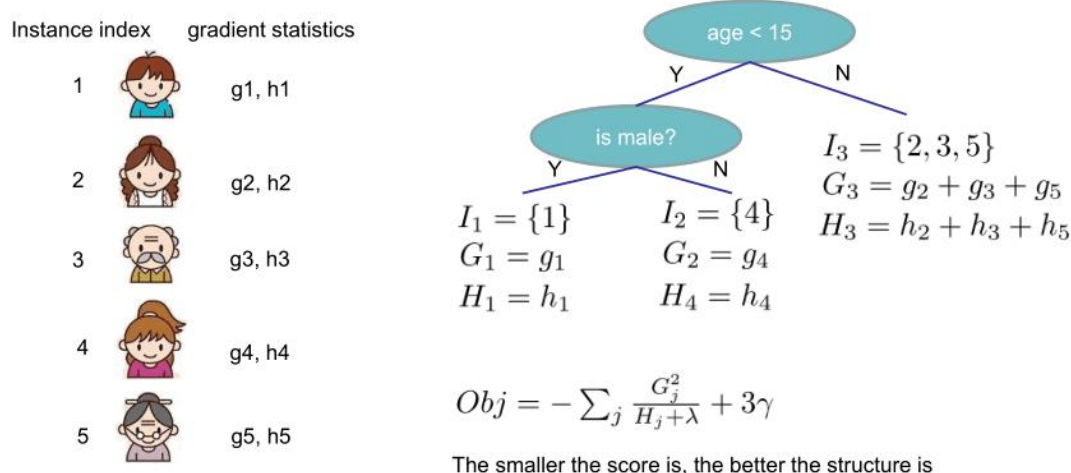 Instance index gradient statistics
1 g1, h1
2 g2, h2
3 g3, h3
4 g4, h4
5 g5, h5
age < 15
Y N
is male?
Y N
I₁ = {1}
G₁ = g₁
H₁ = h₁
I₂ = {4}
G₂ = g₄
H₄ = h₄
I₃ = {2, 3, 5}
G₃ = g₂ + g₃ + g₅
H₃ = h₂ + h₃ + h₅
Obj = − ∑ⱼ Gⱼ² / (Hⱼ+λ) + 3γ
The smaller the score is, the better the structure is